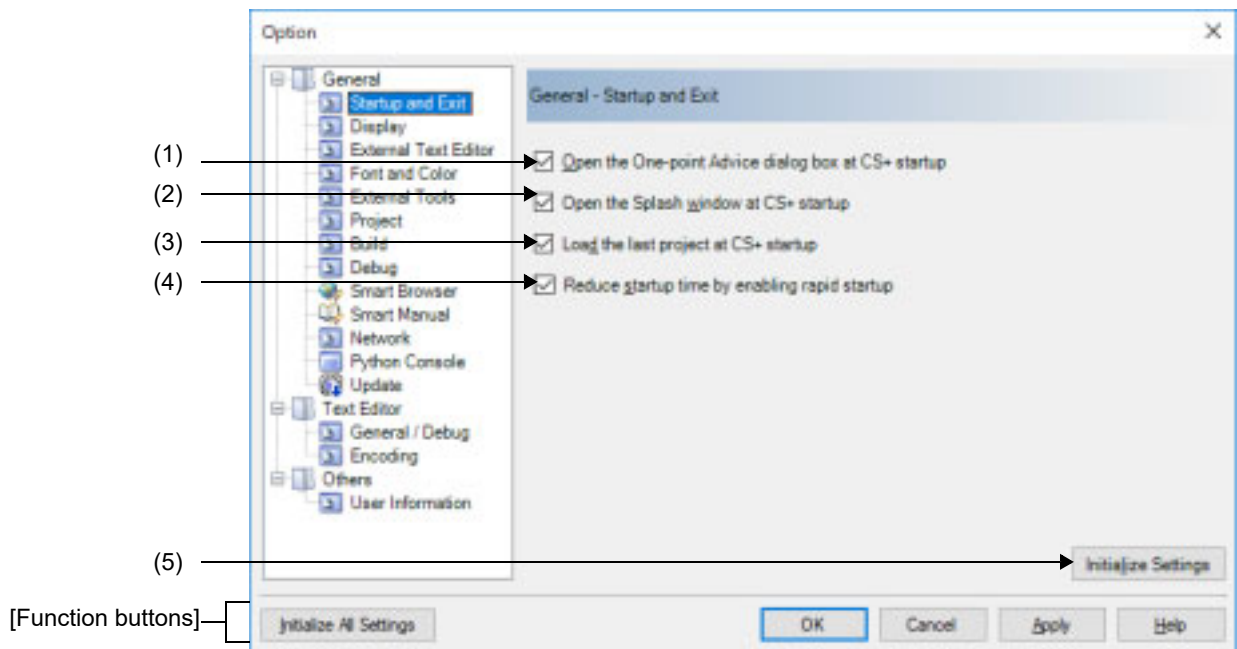 Option
General
Startup and Exit
Display
External Text Editor
Font and Color
External Tools
Project
Build
Debug
Smart Browser
Smart Manual
Network
Python Console
Update
Text Editor
General / Debug
Encoding
Others
User Information
General - Startup and Exit
(1)
Open the One-point Advice dialog box at CS+ startup
(2)
Open the Splash window at CS+ startup
(3)
Load the last project at CS+ startup
(4)
Reduce startup time by enabling rapid startup
(5)
Initialize Settings
[Function buttons]
Initialize All Settings
OK
Cancel
Apply
Help